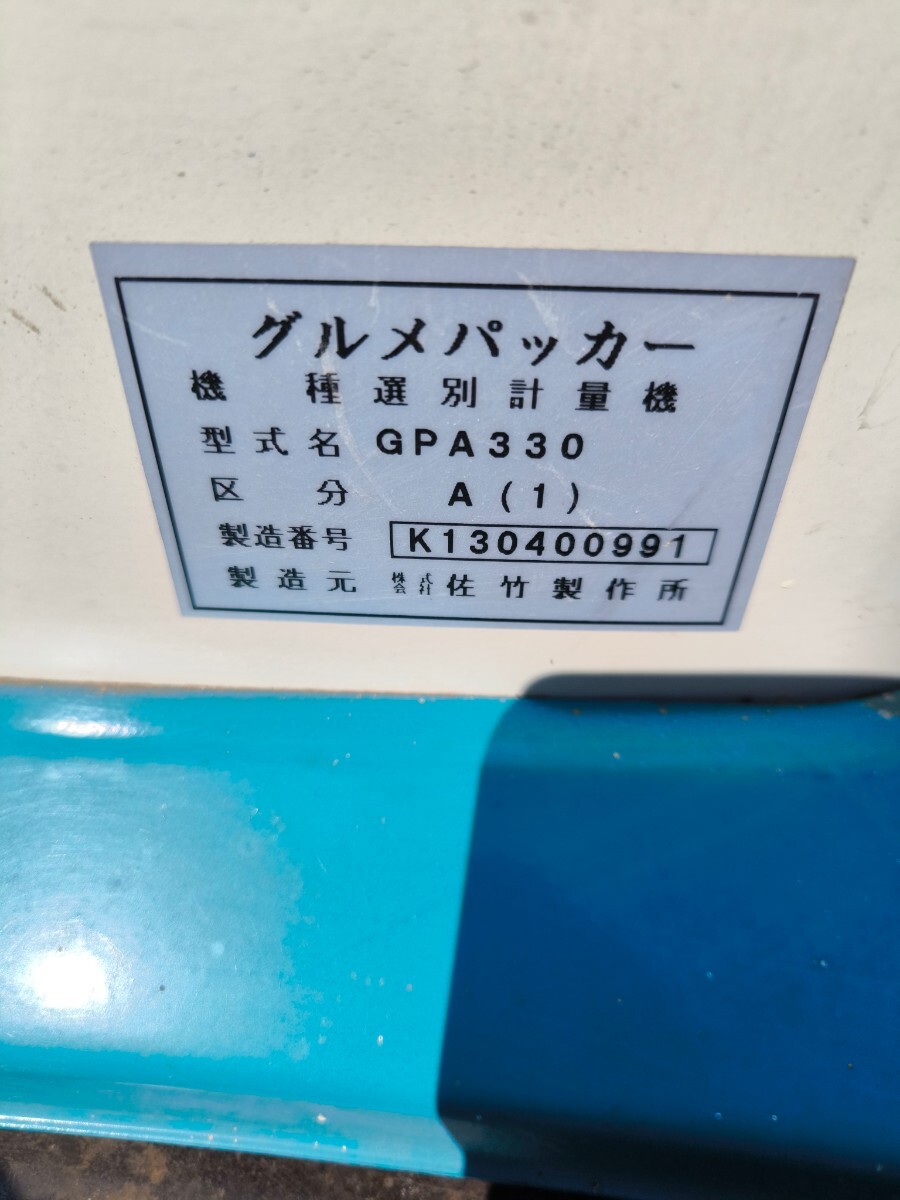 グルメパッカー
機種 選別計量機
型式名 GPA330
区分 A(1)
製造番号 K130400991
製造元 株式会社 佐竹製作所